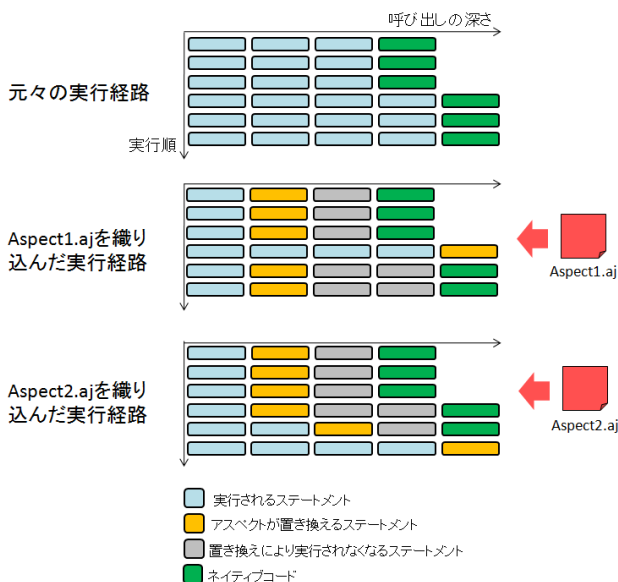 呼び出しの深さ
元々の実行経路
実行順
Aspect1.ajを織り
込んだ実行経路
Aspect1.aj
Aspect2.ajを織り
込んだ実行経路
Aspect2.aj
実行されるステートメント
アスペクトが置き換えるステートメント
置き換えにより実行されなくなるステートメント
ネイティブコード